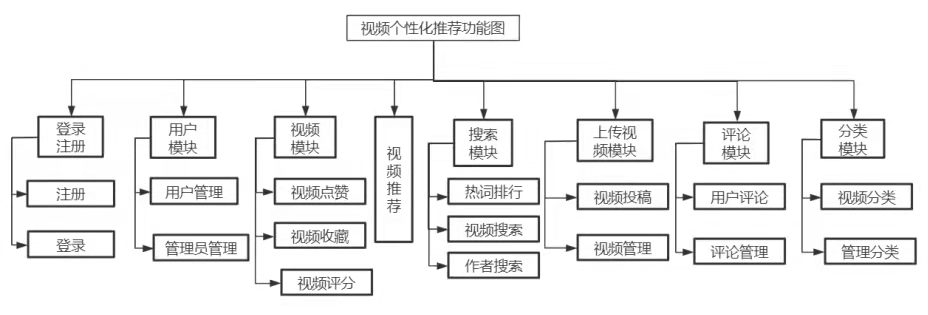 视频个性化推荐功能图
登录
注册
用户
模块
视频
模块
视频推荐
搜索
模块
上传视
频模块
评论
模块
分类
模块
注册
用户管理
视频点赞
热词排行
视频投稿
用户评论
视频分类
登录
管理员管理
视频收藏
视频搜索
视频管理
评论管理
管理分类
视频评分
作者搜索